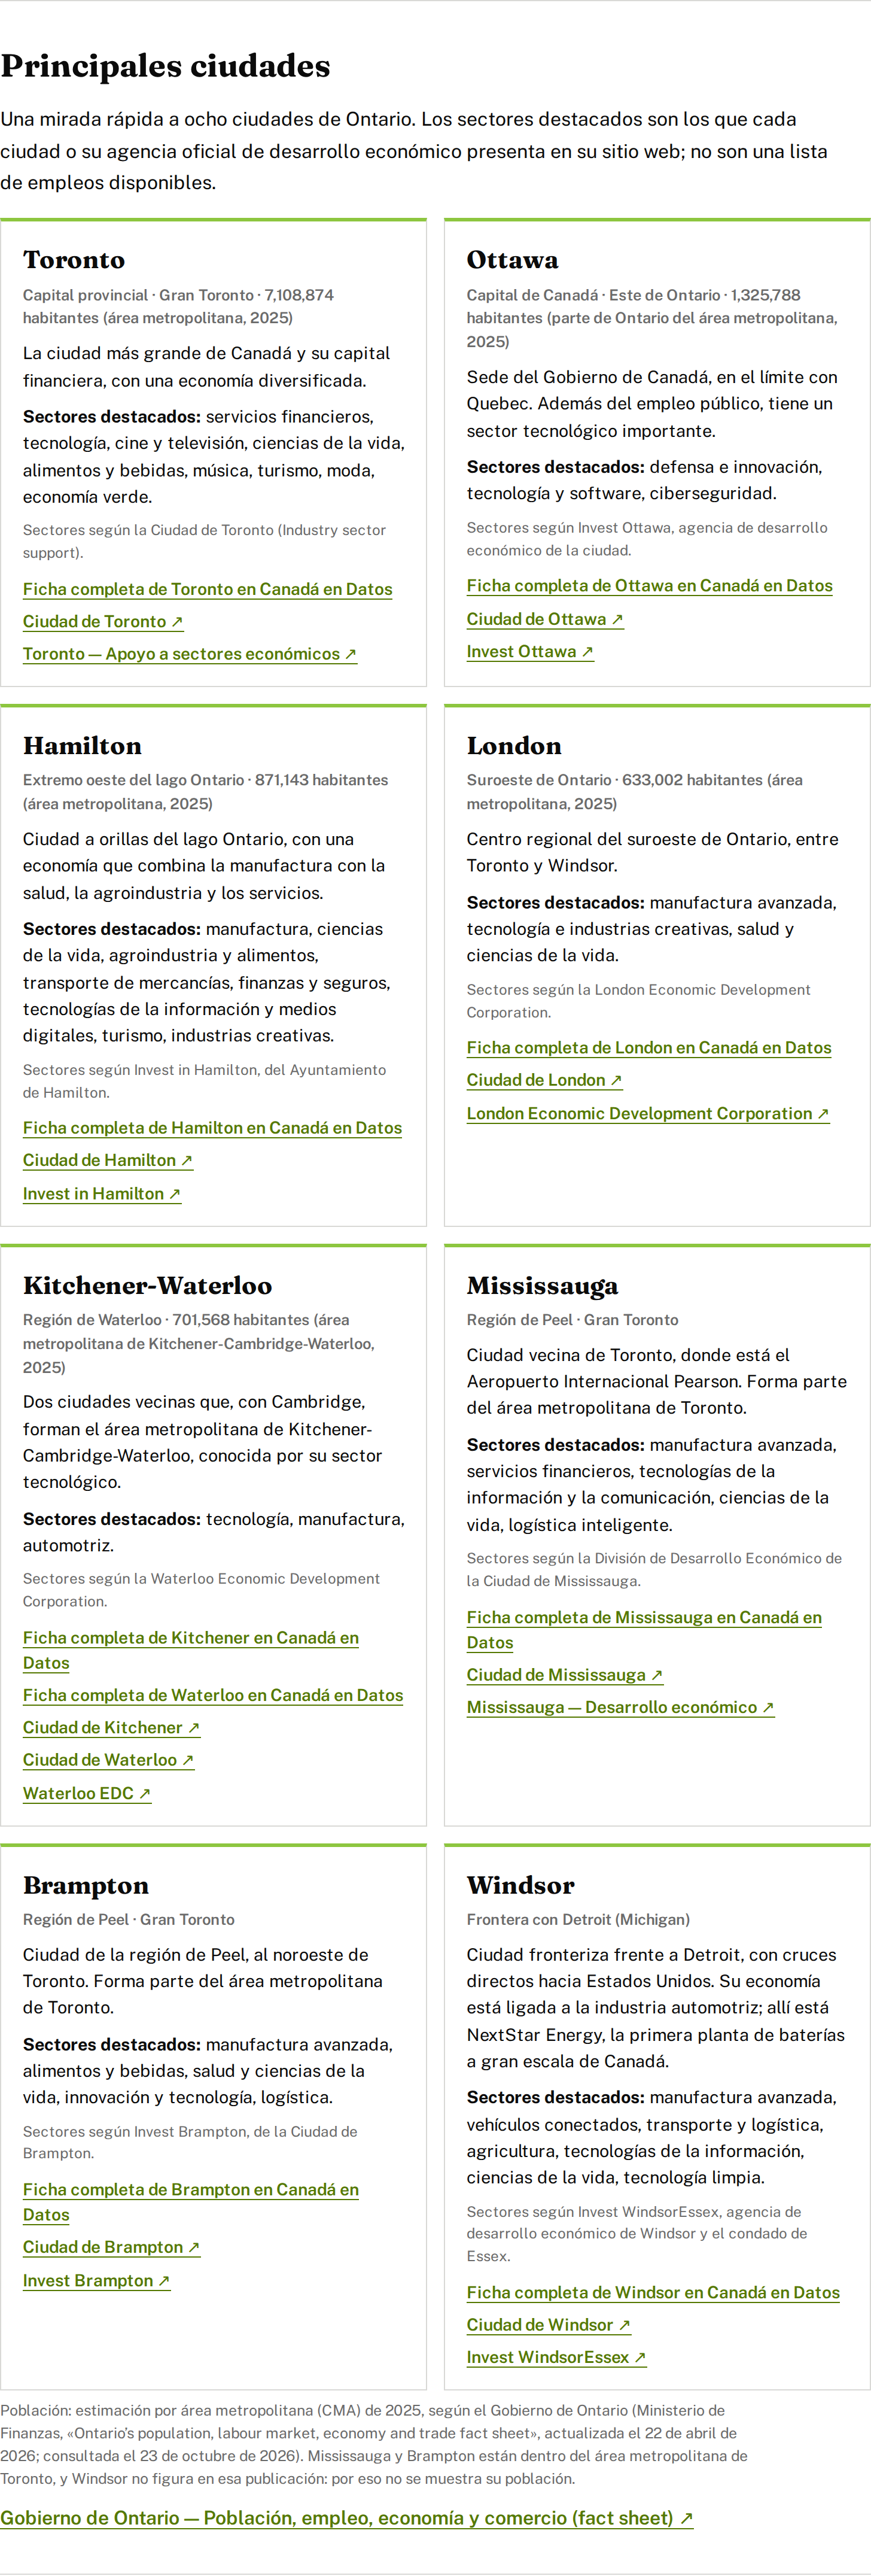 Principales ciudades
Una mirada rápida a ocho ciudades de Ontario. Los sectores destacados son los que cada
ciudad o su agencia oficial de desarrollo económico presenta en su sitio web; no son una lista
de empleos disponibles.
Toronto
Capital provincial · Gran Toronto · 7,108,874
habitantes (área metropolitana, 2025)
La ciudad más grande de Canadá y su capital
financiera, con una economía diversificada.
Sectores destacados: servicios financieros,
tecnología, cine y televisión, ciencias de la vida,
alimentos y bebidas, música, turismo, moda,
economía verde.
Sectores según la Ciudad de Toronto (Industry sector
support).
Ficha completa de Toronto en Canadá en Datos
Ciudad de Toronto ↗
Toronto — Apoyo a sectores económicos ↗
Ottawa
Capital de Canadá · Este de Ontario · 1,325,788
habitantes (parte de Ontario del área metropolitana,
2025)
Sede del Gobierno de Canadá, en el límite con
Quebec. Además del empleo público, tiene un
sector tecnológico importante.
Sectores destacados: defensa e innovación,
tecnología y software, ciberseguridad.
Sectores según Invest Ottawa, agencia de desarrollo
económico de la ciudad.
Ficha completa de Ottawa en Canadá en Datos
Ciudad de Ottawa ↗
Invest Ottawa ↗
Hamilton
Extremo oeste del lago Ontario · 871,143 habitantes
(área metropolitana, 2025)
Ciudad a orillas del lago Ontario, con una
economía que combina la manufactura con la
salud, la agroindustria y los servicios.
Sectores destacados: manufactura, ciencias
de la vida, agroindustria y alimentos,
transporte de mercancías, finanzas y seguros,
tecnologías de la información y medios
digitales, turismo, industrias creativas.
Sectores según Invest in Hamilton, del Ayuntamiento
de Hamilton.
Ficha completa de Hamilton en Canadá en Datos
Ciudad de Hamilton ↗
Invest in Hamilton ↗
London
Suroeste de Ontario · 633,002 habitantes (área
metropolitana, 2025)
Centro regional del suroeste de Ontario, entre
Toronto y Windsor.
Sectores destacados: manufactura avanzada,
tecnología e industrias creativas, salud y
ciencias de la vida.
Sectores según la London Economic Development
Corporation.
Ficha completa de London en Canadá en Datos
Ciudad de London ↗
London Economic Development Corporation ↗
Kitchener-Waterloo
Región de Waterloo · 701,568 habitantes (área
metropolitana de Kitchener-Cambridge-Waterloo,
2025)
Dos ciudades vecinas que, con Cambridge,
forman el área metropolitana de Kitchener-
Cambridge-Waterloo, conocida por su sector
tecnológico.
Sectores destacados: tecnología, manufactura,
automotriz.
Sectores según la Waterloo Economic Development
Corporation.
Ficha completa de Kitchener en Canadá en
Datos
Ficha completa de Waterloo en Canadá en Datos
Ciudad de Kitchener ↗
Ciudad de Waterloo ↗
Waterloo EDC ↗
Mississauga
Región de Peel · Gran Toronto
Ciudad vecina de Toronto, donde está el
Aeropuerto Internacional Pearson. Forma parte
del área metropolitana de Toronto.
Sectores destacados: manufactura avanzada,
servicios financieros, tecnologías de la
información y la comunicación, ciencias de la
vida, logística inteligente.
Sectores según la División de Desarrollo Económico de
la Ciudad de Mississauga.
Ficha completa de Mississauga en Canadá en
Datos
Ciudad de Mississauga ↗
Mississauga — Desarrollo económico ↗
Brampton
Región de Peel · Gran Toronto
Ciudad de la región de Peel, al noroeste de
Toronto. Forma parte del área metropolitana
de Toronto.
Sectores destacados: manufactura avanzada,
alimentos y bebidas, salud y ciencias de la
vida, innovación y tecnología, logística.
Sectores según Invest Brampton, de la Ciudad de
Brampton.
Ficha completa de Brampton en Canadá en
Datos
Ciudad de Brampton ↗
Invest Brampton ↗
Windsor
Frontera con Detroit (Michigan)
Ciudad fronteriza frente a Detroit, con cruces
directos hacia Estados Unidos. Su economía
está ligada a la industria automotriz; allí está
NextStar Energy, la primera planta de baterías
a gran escala de Canadá.
Sectores destacados: manufactura avanzada,
vehículos conectados, transporte y logística,
agricultura, tecnologías de la información,
ciencias de la vida, tecnología limpia.
Sectores según Invest WindsorEssex, agencia de
desarrollo económico de Windsor y el condado de
Essex.
Ficha completa de Windsor en Canadá en Datos
Ciudad de Windsor ↗
Invest WindsorEssex ↗
Población: estimación por área metropolitana (CMA) de 2025, según el Gobierno de Ontario (Ministerio de
Finanzas, «Ontario's population, labour market, economy and trade fact sheet», actualizada el 22 de abril de
2026; consultada el 23 de octubre de 2026). Mississauga y Brampton están dentro del área metropolitana de
Toronto, y Windsor no figura en esa publicación: por eso no se muestra su población.
Gobierno de Ontario — Población, empleo, economía y comercio (fact sheet) ↗